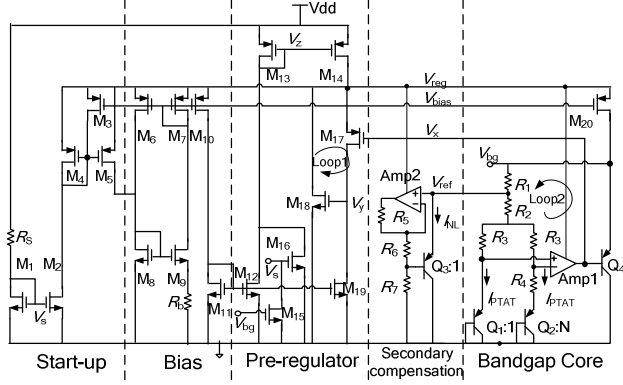 Vdd
Vz
M13
M14
Vreg
Vbias
M3
M6
M7
M10
M20
M17
Vx
M4
M5
Loop1
Vbg
Amp2
Vref
R1
R2
Loop2
M18
Vy
R5
INL
RS
M16
R6
R3
R3
Vs
Q3:1
Amp1
Q4
M1
M2
M8
M9
M12
R7
R4
Rb
M11
M19
IPTAT
IPTAT
Vs
Vbg
M15
Q1:1
Q2:N
Start-up
Bias
Pre-regulator
Secondary
compensation
Bandgap Core